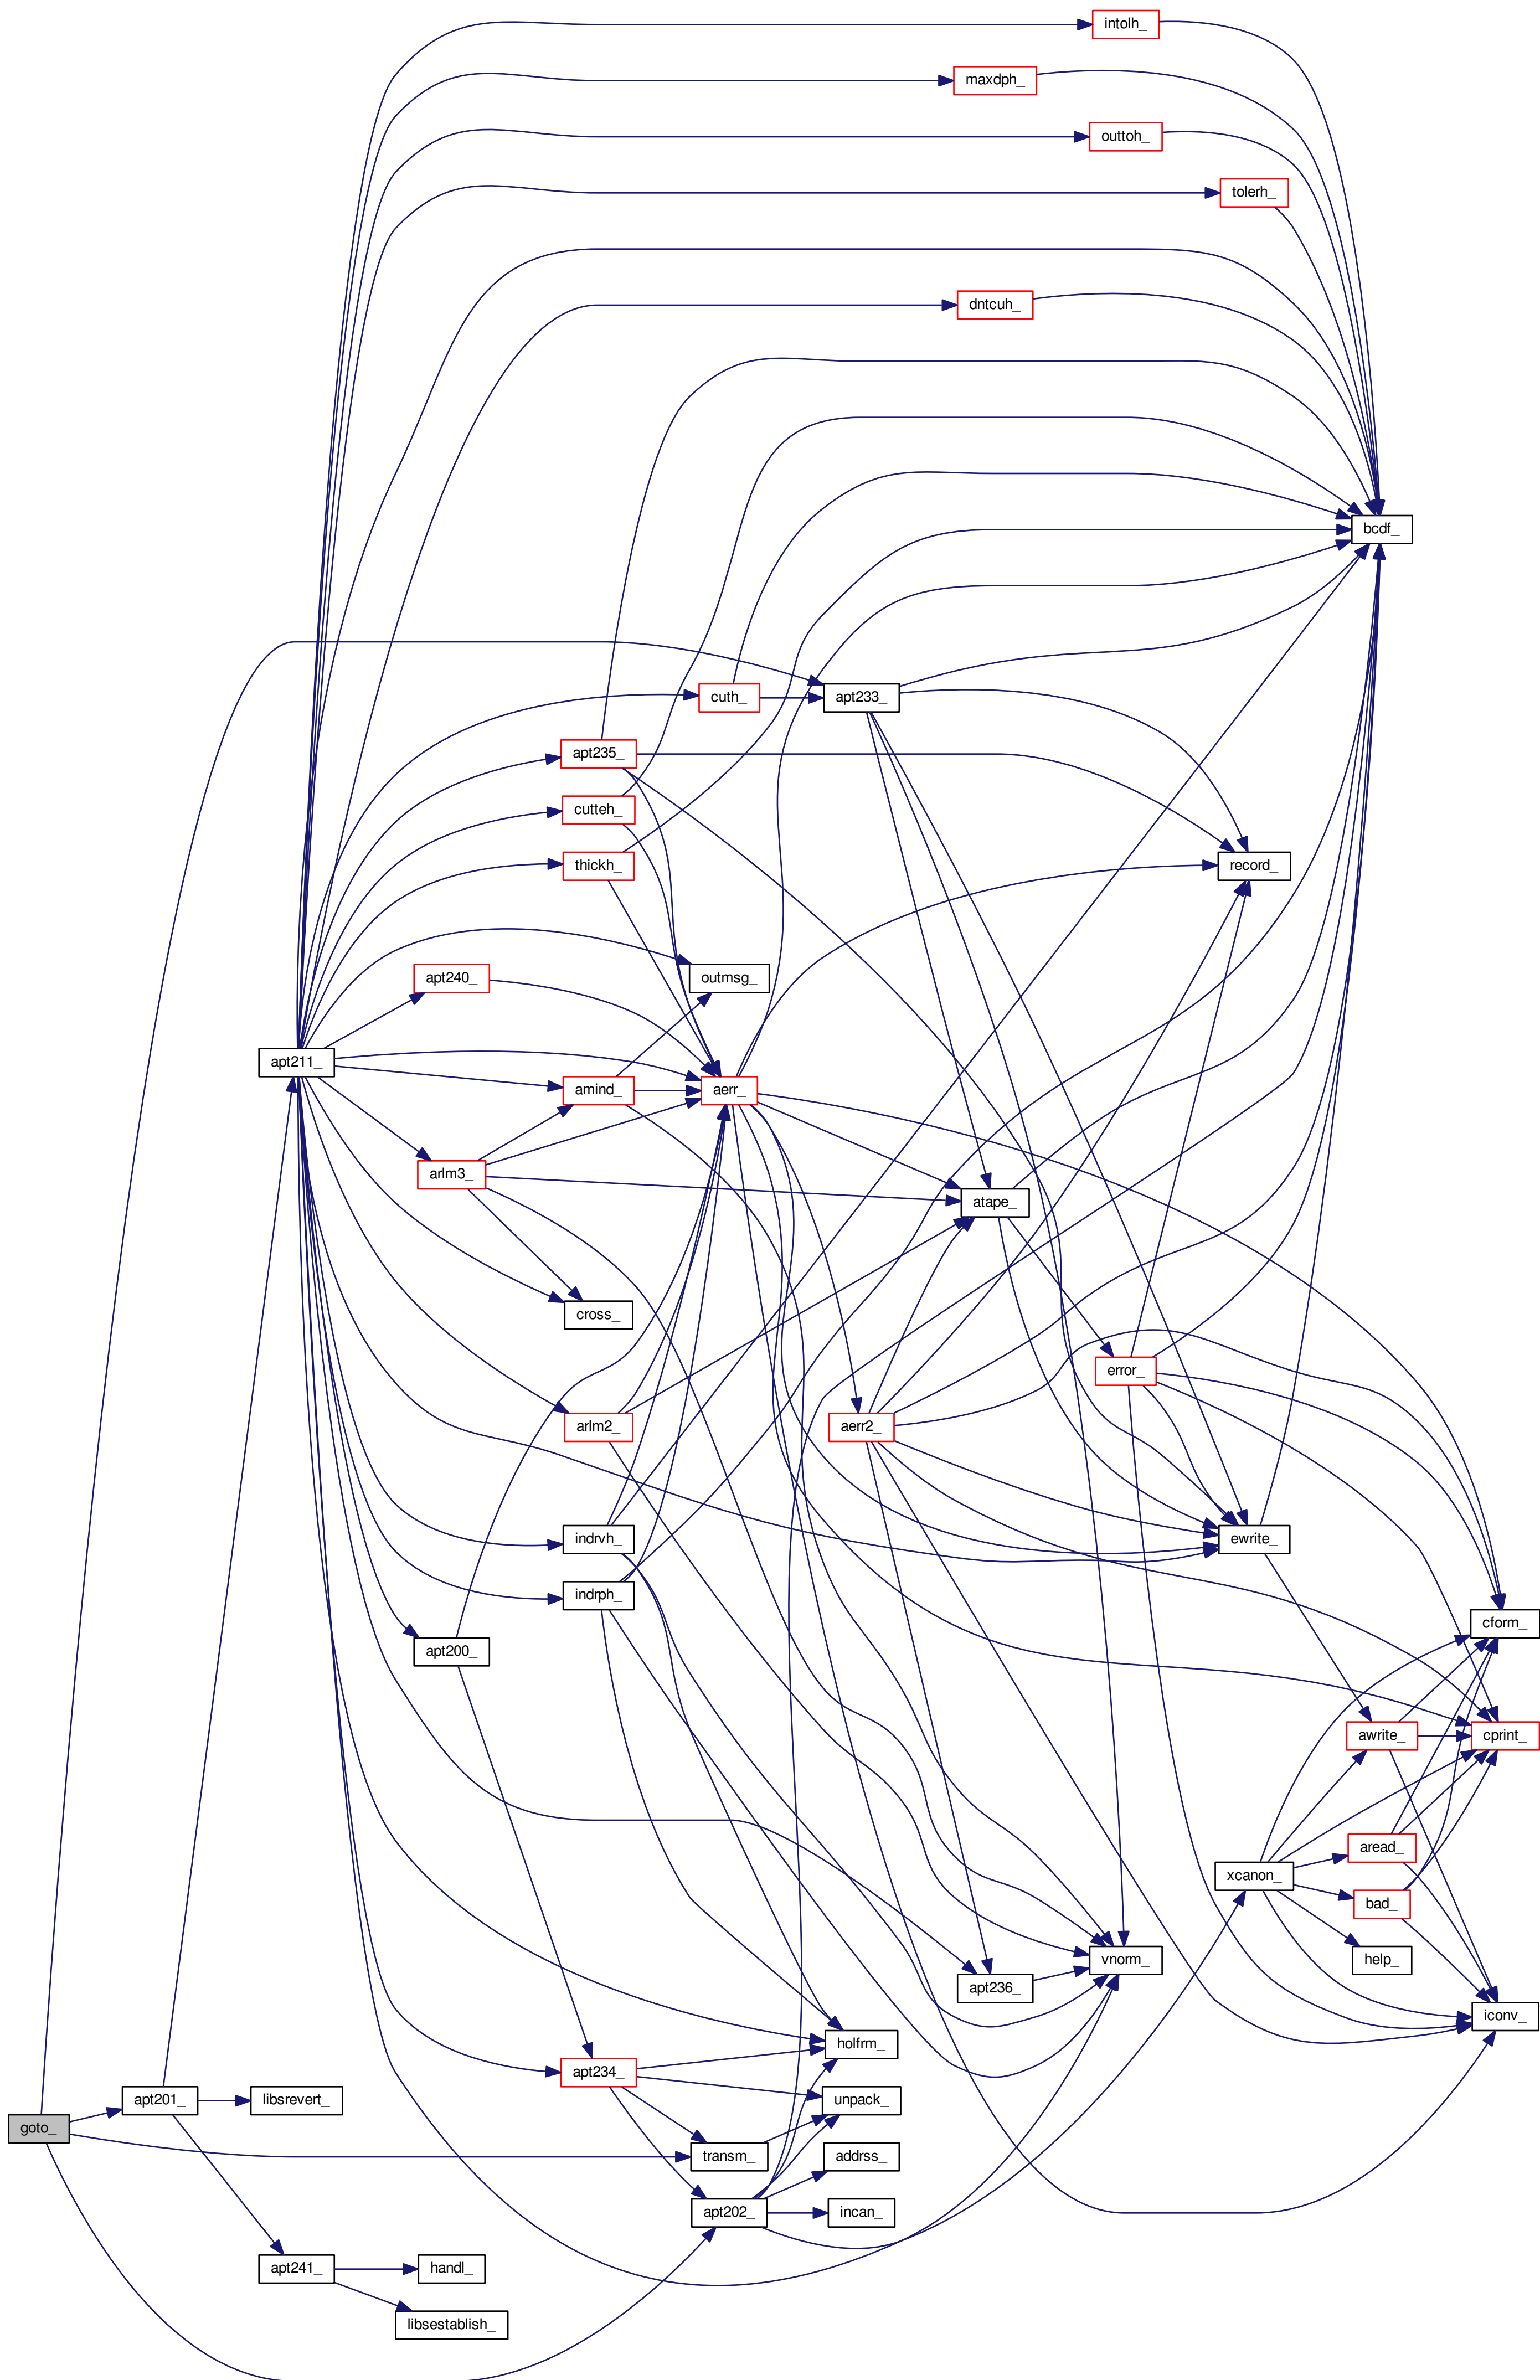 intolh_
maxdph_
outtoh_
tolerh_
dntcuh_
bcdf_
cuth_
apt233_
apt235_
cutteh_
thickh_
record_
apt240_
outmsg_
apt211_
amind_
aerr_
arlm3_
atape_
cross_
error_
arlm2_
aerr2_
indrvh_
ewrite_
indrph_
cform_
apt200_
awrite_
cprint_
aread_
xcanon_
bad_
help_
vnorm_
apt236_
iconv_
holfrm_
apt234_
apt201_
libsrevert_
unpack_
goto_
transm_
addrss_
apt202_
incan_
apt241_
handl_
libsestablish_